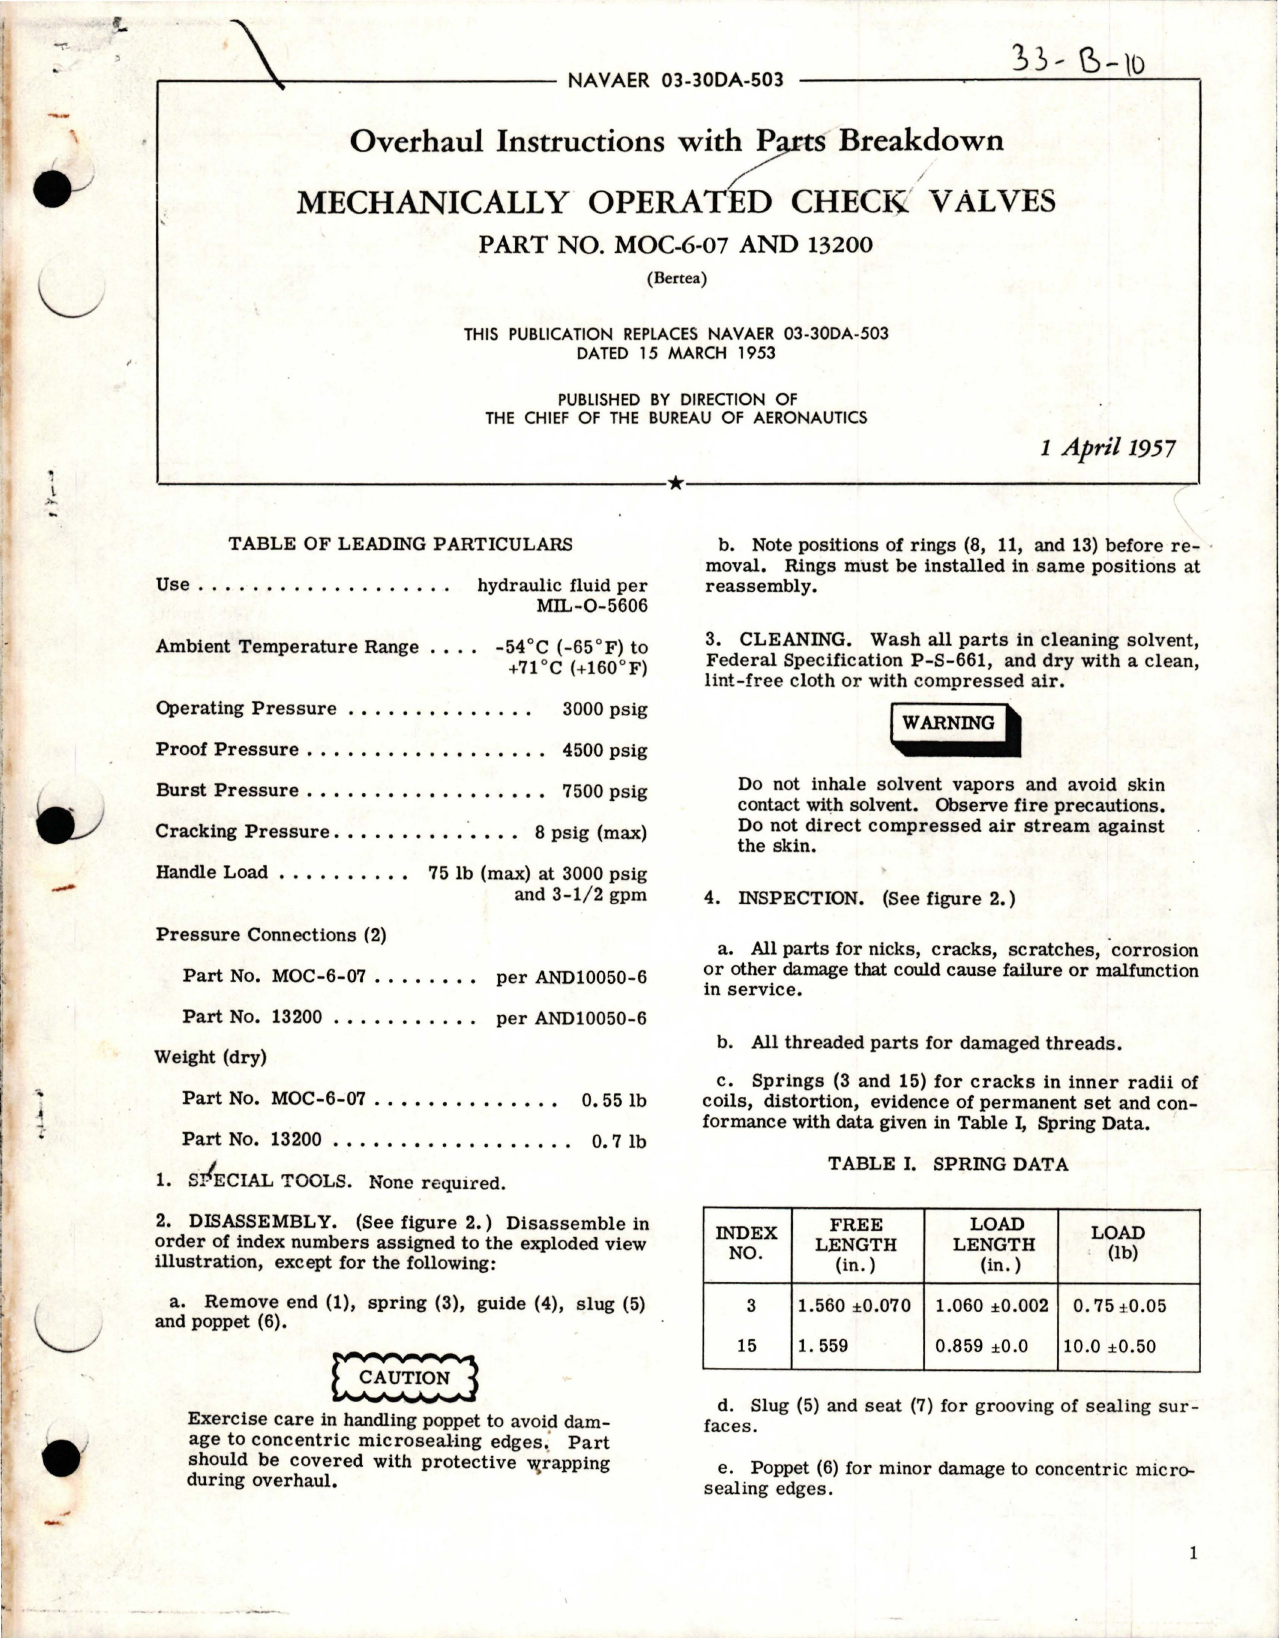 33-B-10
NAVAER 03-30DA-503
Overhaul Instructions with Parts Breakdown
MECHANICALLY OPERATED CHECK VALVES
PART NO. MOC-6-07 AND 13200
(Bertea)
THIS PUBLICATION REPLACES NAVAER 03-30DA-503
DATED 15 MARCH 1953
PUBLISHED BY DIRECTION OF
THE CHIEF OF THE BUREAU OF AERONAUTICS
1 April 1957
TABLE OF LEADING PARTICULARS
Use . . . . . . . . . . . . . . . . . . . hydraulic fluid per
MIL-O-5606
Ambient Temperature Range . . . . -54°C (-65°F) to
+71°C (+160°F)
Operating Pressure . . . . . . . . . . . . . . 3000 psig
Proof Pressure . . . . . . . . . . . . . . . . . . 4500 psig
Burst Pressure . . . . . . . . . . . . . . . . . . 7500 psig
Cracking Pressure . . . . . . . . . . . . . . 8 psig (max)
Handle Load . . . . . . . . . . 75 lb (max) at 3000 psig
and 3-1/2 gpm
Pressure Connections (2)
Part No. MOC-6-07 . . . . . . . . per AND10050-6
Part No. 13200 . . . . . . . . . . . per AND10050-6
Weight (dry)
Part No. MOC-6-07 . . . . . . . . . . . . . . 0.55 lb
Part No. 13200 . . . . . . . . . . . . . . . . . . 0.7 lb
1. SPECIAL TOOLS. None required.
2. DISASSEMBLY. (See figure 2.) Disassemble in
order of index numbers assigned to the exploded view
illustration, except for the following:
a. Remove end (1), spring (3), guide (4), slug (5)
and poppet (6).
CAUTION
Exercise care in handling poppet to avoid dam-
age to concentric microsealing edges. Part
should be covered with protective wrapping
during overhaul.
b. Note positions of rings (8, 11, and 13) before re-
moval. Rings must be installed in same positions at
reassembly.
3. CLEANING. Wash all parts in cleaning solvent,
Federal Specification P-S-661, and dry with a clean,
lint-free cloth or with compressed air.
WARNING
Do not inhale solvent vapors and avoid skin
contact with solvent. Observe fire precautions.
Do not direct compressed air stream against
the skin.
4. INSPECTION. (See figure 2.)
a. All parts for nicks, cracks, scratches, corrosion
or other damage that could cause failure or malfunction
in service.
b. All threaded parts for damaged threads.
c. Springs (3 and 15) for cracks in inner radii of
coils, distortion, evidence of permanent set and con-
formance with data given in Table I, Spring Data.
TABLE I. SPRING DATA
INDEX NO. FREE LENGTH (in.) LOAD LENGTH (in.) LOAD (lb)
3 1.560 ±0.070 1.060 ±0.002 0.75 ±0.05
15 1.559 0.859 ±0.0 10.0 ±0.50
d. Slug (5) and seat (7) for grooving of sealing sur-
faces.
e. Poppet (6) for minor damage to concentric micro-
sealing edges.
1